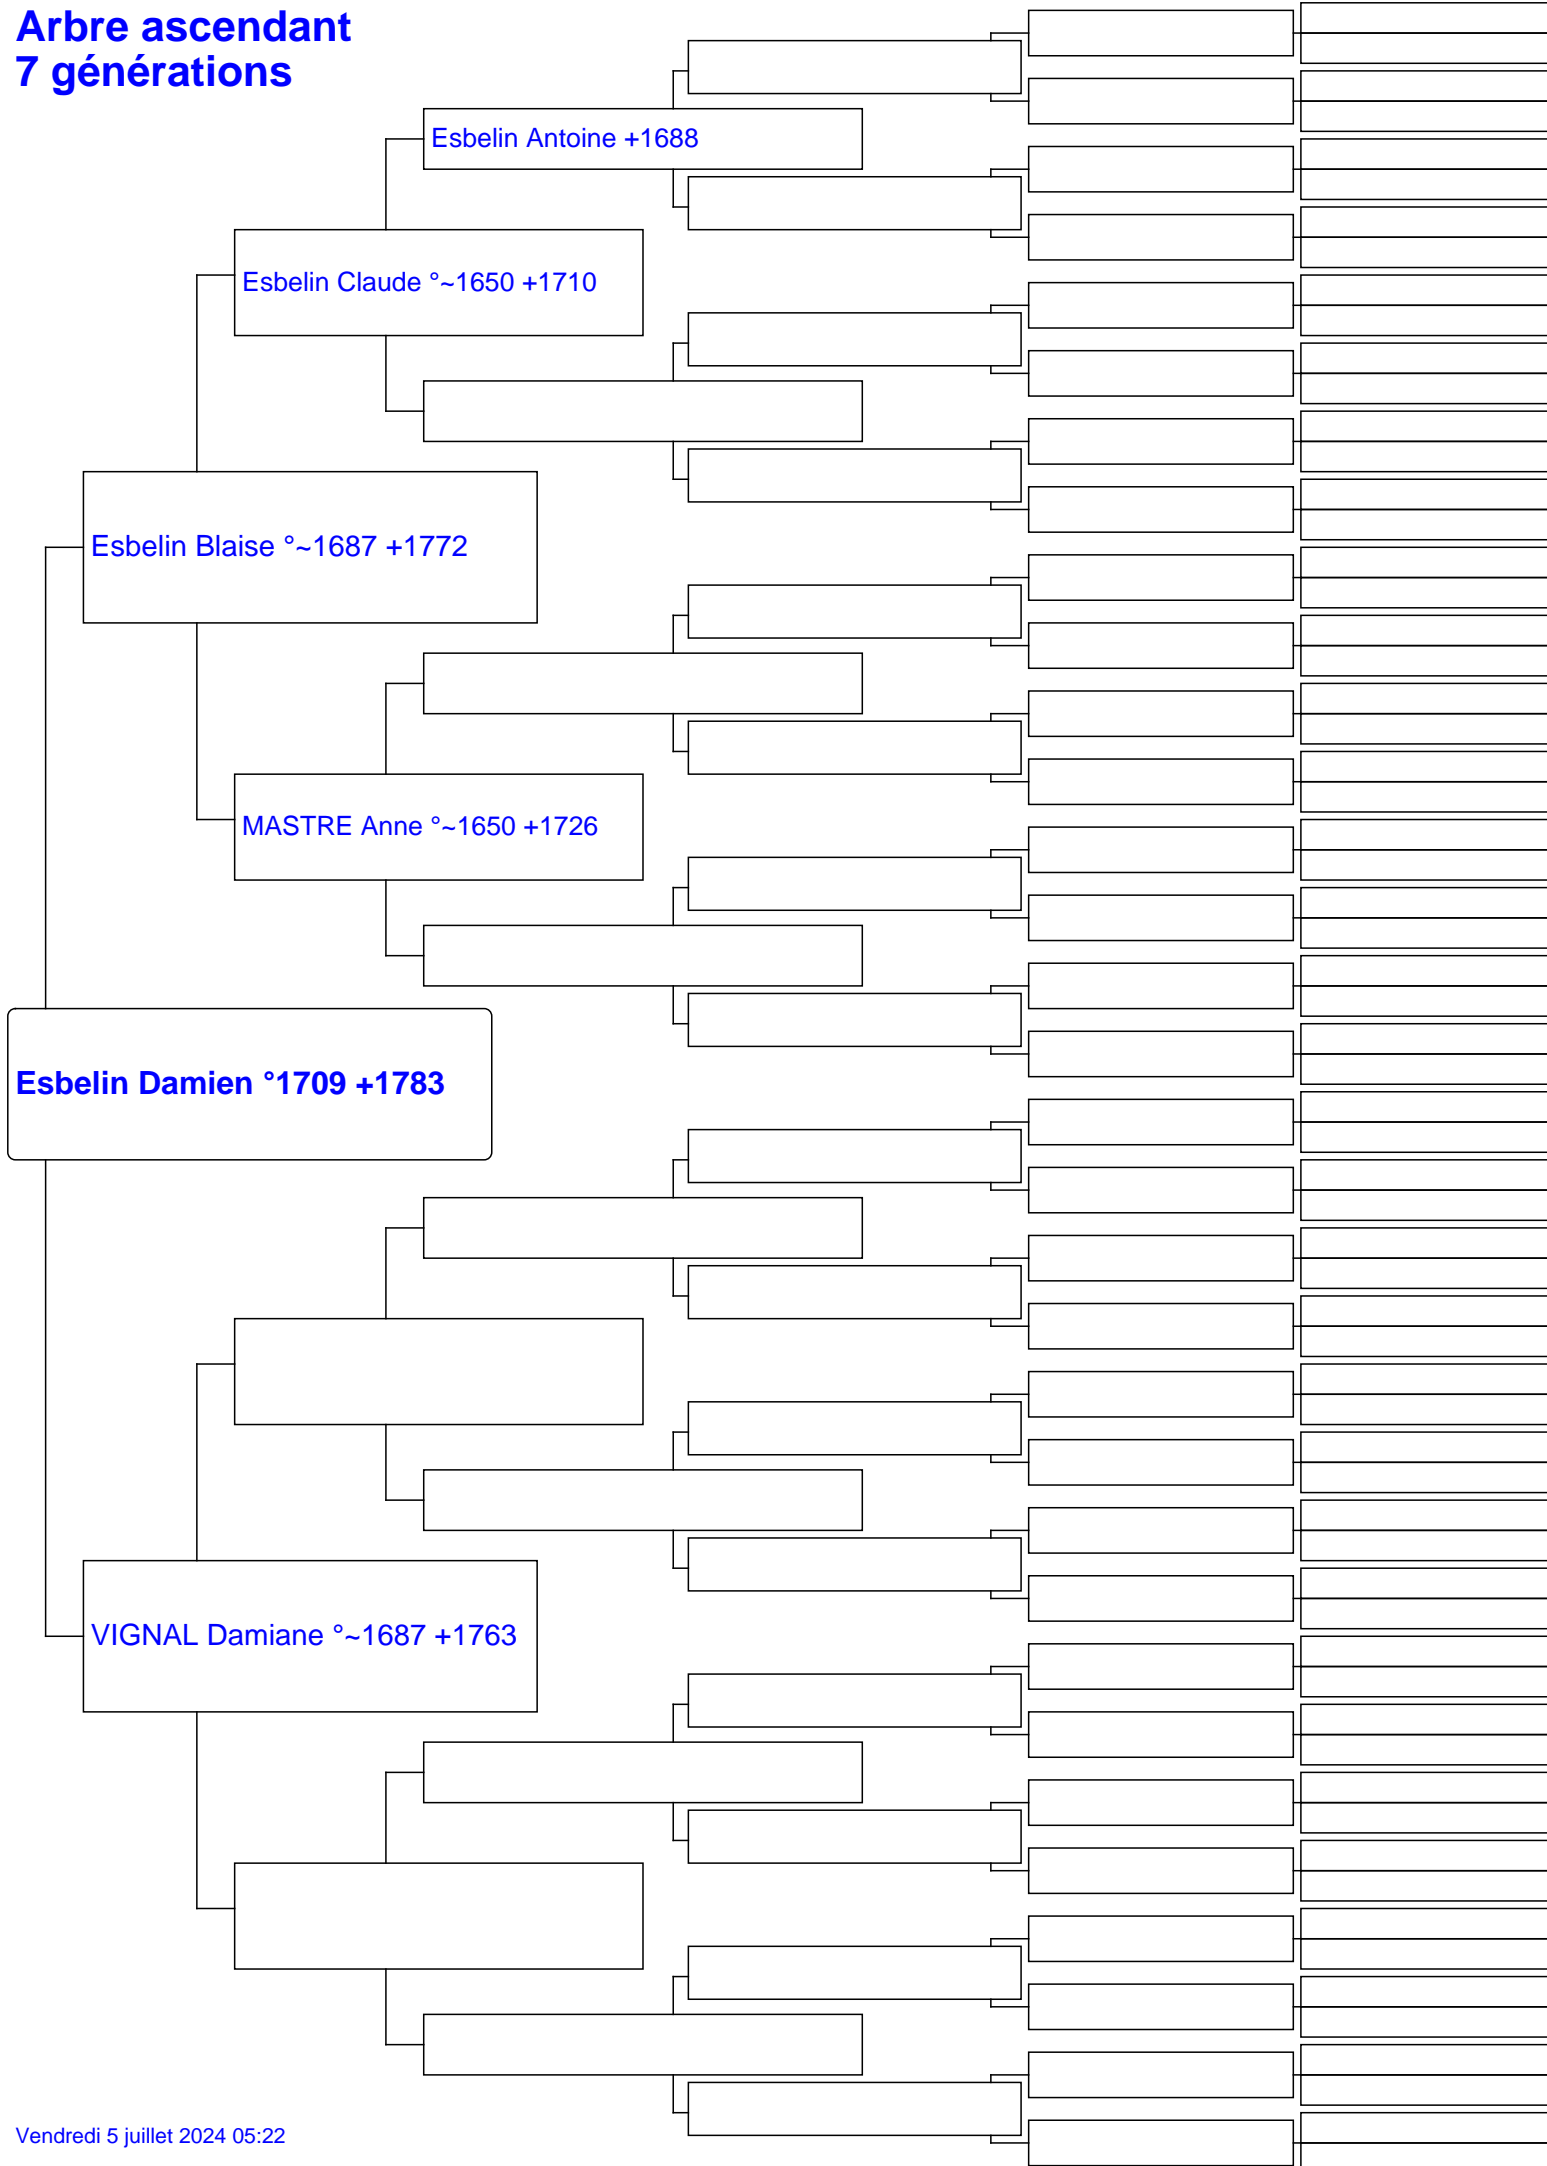 Arbre ascendant
7 générations
Esbelin Antoine +1688
Esbelin Claude °~1650 +1710
Esbelin Blaise °~1687 +1772
MASTRE Anne °~1650 +1726
Esbelin Damien °1709 +1783
VIGNAL Damiane °~1687 +1763
Vendredi 5 juillet 2024 05:22